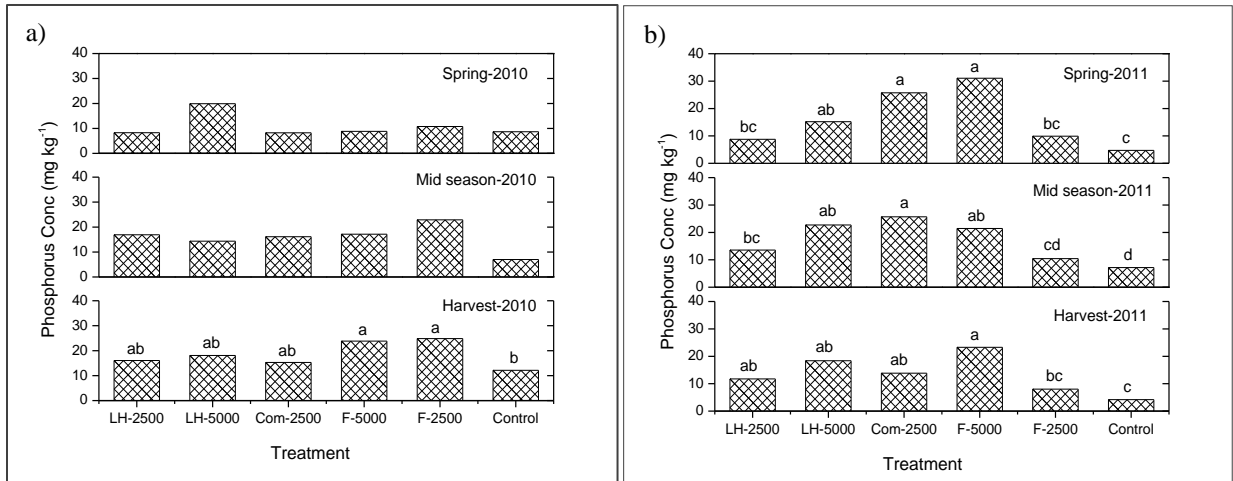 a)
Phosphorus Conc (mg kg⁻¹)
40
30
20
10
0
Spring-2010
40
30
20
10
0
Mid season-2010
40
30
20
10
0
Harvest-2010
ab ab ab a a b
LH-2500 LH-5000 Com-2500 F-5000 F-2500 Control
Treatment
b)
Phosphorus Conc (mg kg⁻¹)
40
30
20
10
0
Spring-2011
bc ab a a bc c
40
30
20
10
0
Mid season-2011
bc ab a ab cd d
40
30
20
10
0
Harvest-2011
ab ab ab a bc c
LH-2500 LH-5000 Com-2500 F-5000 F-2500 Control
Treatment